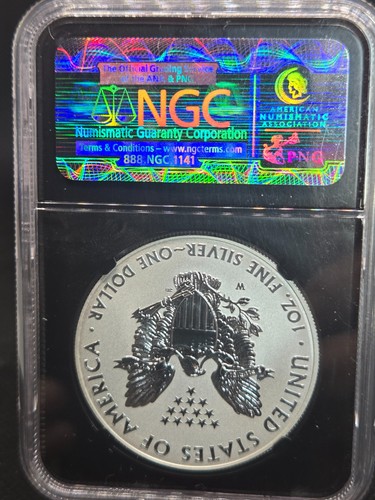 The Official Grading Service
of the ANA & PNG
NGC
Numismatic Guaranty Corporation
Terms & Conditions – www.ngcterms.com
888.NGC.1141
AMERICAN
NUMISMATIC
ASSOCIATION
PNG
W
UNITED STATES OF AMERICA · 1 OZ. FINE SILVER~ONE DOLLAR ·